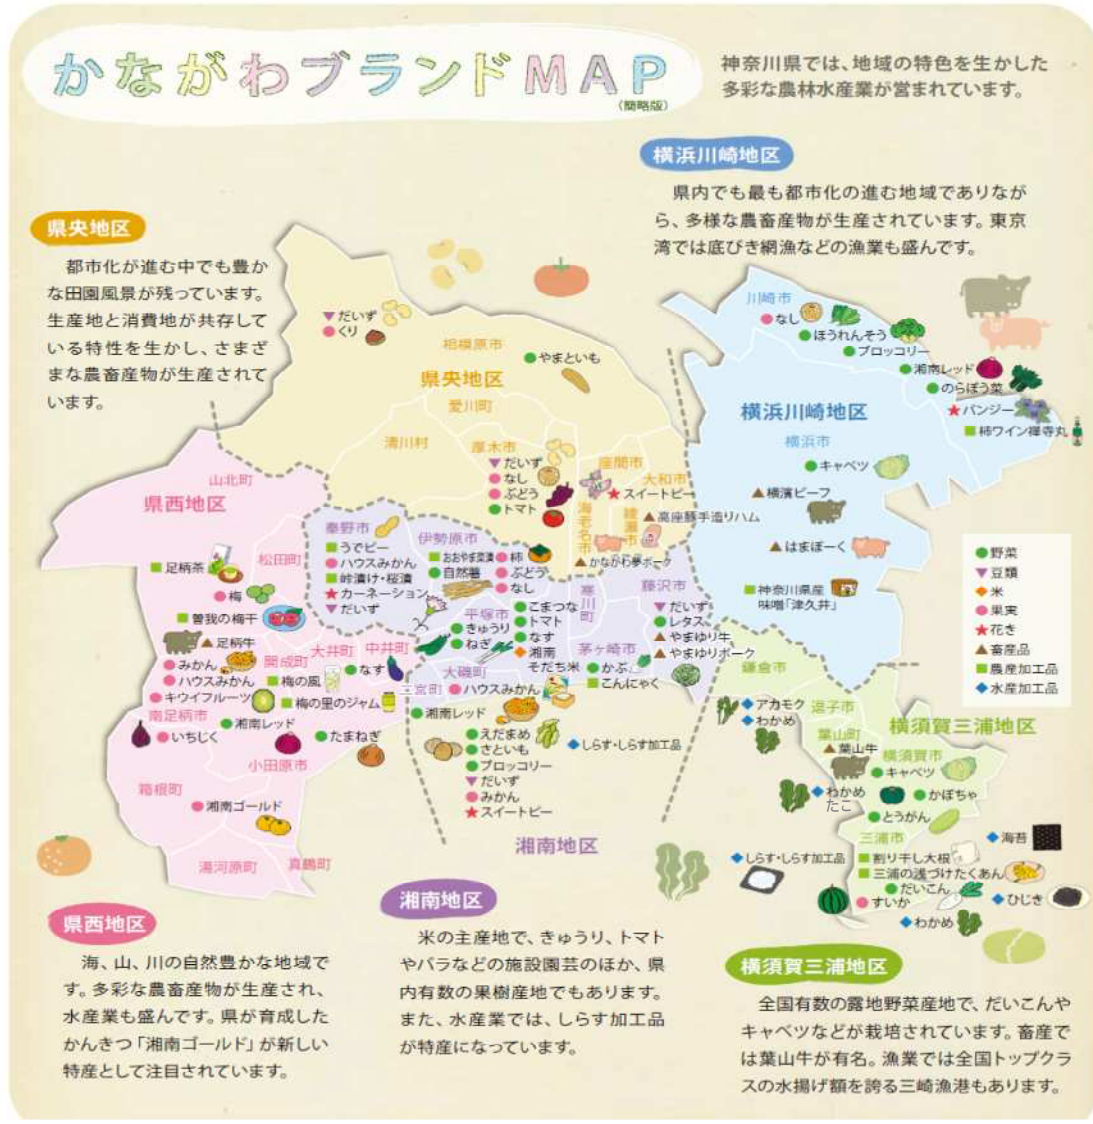 かながわブランドMAP
(簡略版)
神奈川県では、地域の特色を生かした
多彩な農林水産業が営まれています。
横浜川崎地区
県内でも最も都市化の進む地域でありなが
ら、多様な農畜産物が生産されています。東京
湾では底びき網漁などの漁業も盛んです。
県央地区
都市化が進む中でも豊か
な田園風景が残っています。
生産地と消費地が共存して
いる特性を生かし、さまざ
まな農畜産物が生産されて
います。
▼だいず
●くり
相模原市
●やまといも
県央地区
愛川町
清川村
厚木市
▼だいず
●なし
●ぶどう
●トマト
座間市
大和市
★スイートピー
海老名市
綾瀬市
▲高座豚手造りハム
▲かながわ夢ポーク
川崎市
●なし
●ほうれんそう
●ブロッコリー
●湘南レッド
●のらぼう菜
★パンジー
■柿ワイン禅寺丸
横浜川崎地区
横浜市
●キャベツ
▲横濱ビーフ
▲はまぽーく
■神奈川県産
味噌「津久井」
●野菜
▼豆類
◆米
●果実
★花き
▲畜産品
■農産加工品
◆水産加工品
山北町
県西地区
松田町
■足柄茶
●梅
■曽我の梅干
▲足柄牛
●みかん
●ハウスみかん
●キウイフルーツ
開成町
大井町
中井町
●なす
■梅の風
■梅の里のジャム
南足柄市
●いちじく
●湘南レッド
●たまねぎ
小田原市
箱根町
●湘南ゴールド
湯河原町
真鶴町
秦野市
■うでピー
●ハウスみかん
■峠漬け・桜漬
★カーネーション
▼だいず
伊勢原市
■おおやま菜漬
●自然薯
●柿
●ぶどう
●なし
平塚市
●きゅうり
●ねぎ
●こまつな
●トマト
●なす
◆湘南
そだち米
寒川町
藤沢市
▼だいず
●レタス
▲やまゆり牛
▲やまゆりポーク
茅ヶ崎市
●かぶ
■こんにゃく
大磯町
二宮町
●ハウスみかん
●湘南レッド
●えだまめ
●さといも
●ブロッコリー
▼だいず
●みかん
★スイートピー
◆しらす・しらす加工品
湘南地区
鎌倉市
◆アカモク
◆わかめ
逗子市
横須賀三浦地区
葉山町
▲葉山牛
横須賀市
●キャベツ
◆わかめ
たこ
●かぼちゃ
●とうがん
三浦市
◆海苔
◆しらす・しらす加工品
■割り干し大根
■三浦の浅づけたくあん
●だいこん
●すいか
◆ひじき
◆わかめ
県西地区
海、山、川の自然豊かな地域で
す。多彩な農畜産物が生産され、
水産業も盛んです。県が育成した
かんきつ「湘南ゴールド」が新しい
特産として注目されています。
湘南地区
米の主産地で、きゅうり、トマト
やバラなどの施設園芸のほか、県
内有数の果樹産地でもあります。
また、水産業では、しらす加工品
が特産になっています。
横須賀三浦地区
全国有数の露地野菜産地で、だいこんや
キャベツなどが栽培されています。畜産で
は葉山牛が有名。漁業では全国トップクラ
スの水揚げ額を誇る三崎漁港もあります。